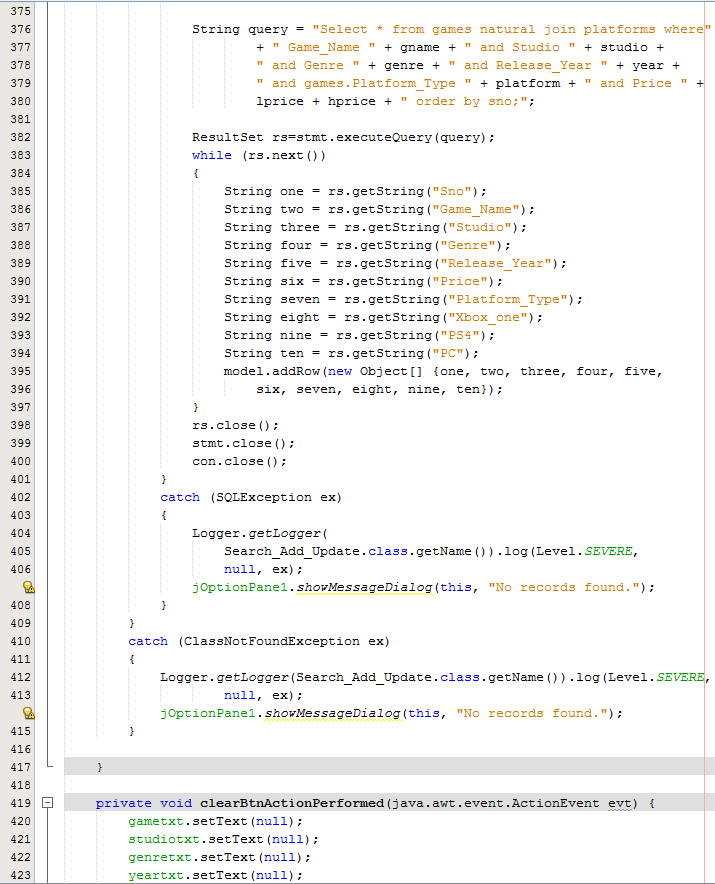 375
376 String query = "Select * from games natural join platforms where"
377 + " Game_Name " + gname + " and Studio " + studio +
378 " and Genre " + genre + " and Release_Year " + year +
379 " and games.Platform_Type " + platform + " and Price " +
380 lprice + hprice + " order by sno;";
381
382 ResultSet rs=stmt.executeQuery(query);
383 while (rs.next())
384 {
385 String one = rs.getString("Sno");
386 String two = rs.getString("Game_Name");
387 String three = rs.getString("Studio");
388 String four = rs.getString("Genre");
389 String five = rs.getString("Release_Year");
390 String six = rs.getString("Price");
391 String seven = rs.getString("Platform_Type");
392 String eight = rs.getString("Xbox_one");
393 String nine = rs.getString("PS4");
394 String ten = rs.getString("PC");
395 model.addRow(new Object[] {one, two, three, four, five,
396 six, seven, eight, nine, ten});
397 }
398 rs.close();
399 stmt.close();
400 con.close();
401 }
402 catch (SQLException ex)
403 {
404 Logger.getLogger(
405 Search_Add_Update.class.getName()).log(Level.SEVERE,
406 null, ex);
jOptionPane1.showMessageDialog(this, "No records found.");
408 }
409 }
410 catch (ClassNotFoundException ex)
411 {
412 Logger.getLogger(Search_Add_Update.class.getName()).log(Level.SEVERE,
413 null, ex);
jOptionPane1.showMessageDialog(this, "No records found.");
415 }
416
417 }
418
419 private void clearBtnActionPerformed(java.awt.event.ActionEvent evt) {
420 gametxt.setText(null);
421 studiotxt.setText(null);
422 genretxt.setText(null);
423 yeartxt.setText(null);